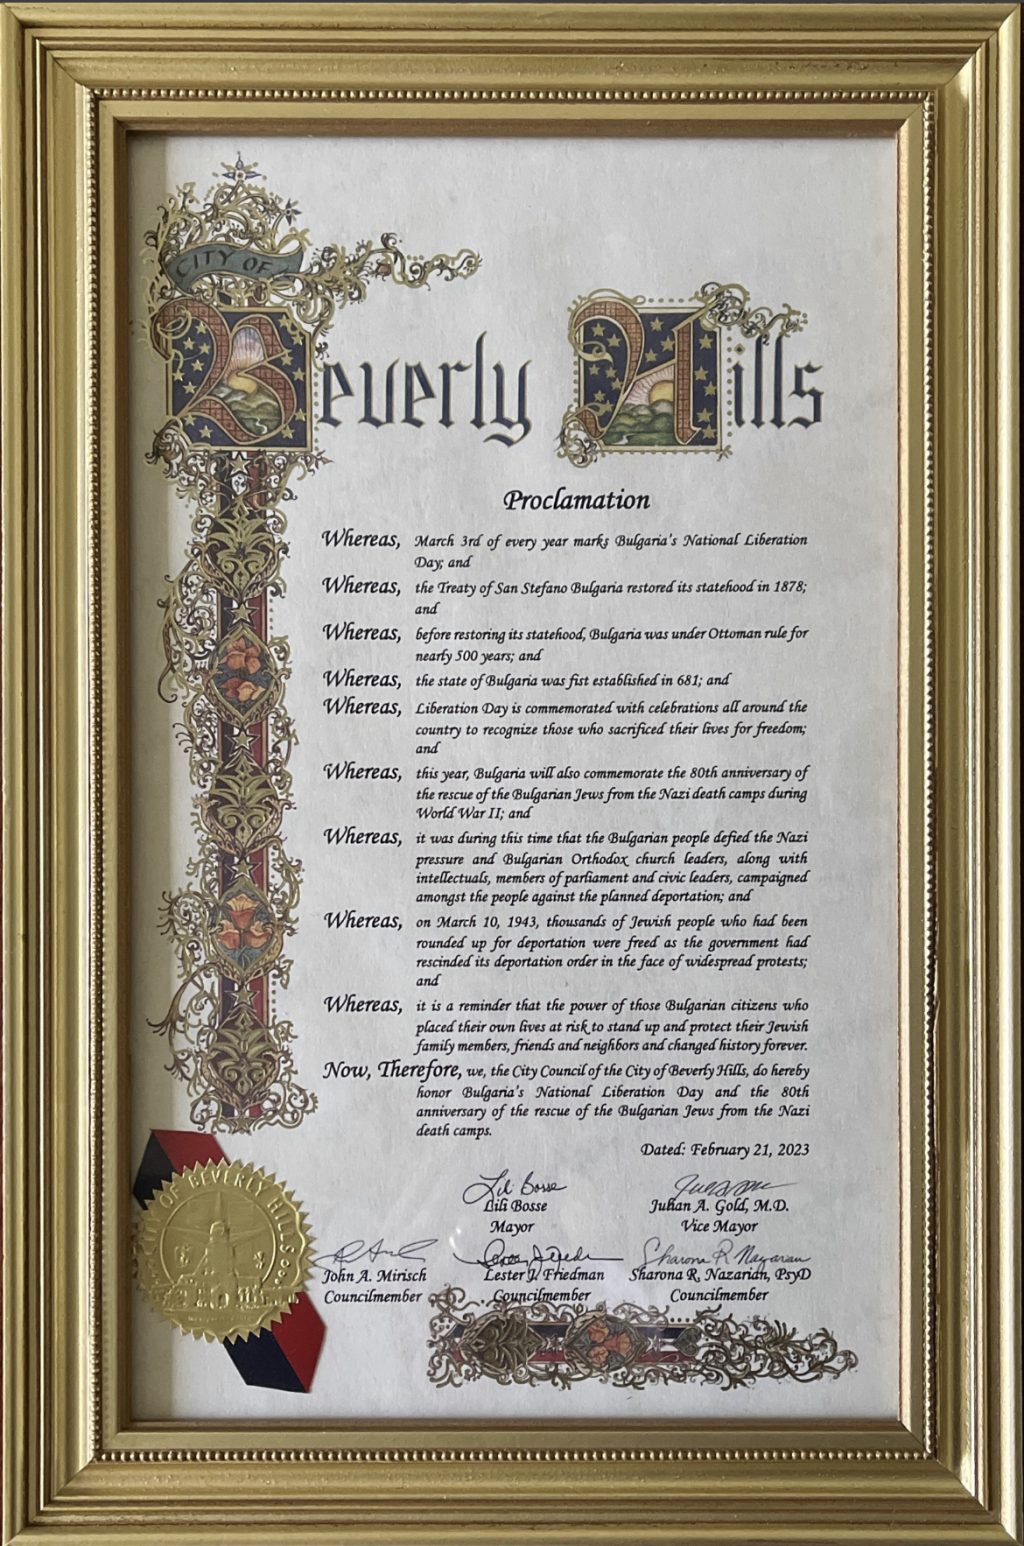 CITY OF
Beverly Hills
Proclamation
Whereas, March 3rd of every year marks Bulgaria's National Liberation
Day; and
Whereas, the Treaty of San Stefano Bulgaria restored its statehood in 1878;
and
Whereas, before restoring its statehood, Bulgaria was under Ottoman rule for
nearly 500 years; and
Whereas, the state of Bulgaria was fist established in 681; and
Whereas, Liberation Day is commemorated with celebrations all around the
country to recognize those who sacrificed their lives for freedom;
and
Whereas, this year, Bulgaria will also commemorate the 80th anniversary of
the rescue of the Bulgarian Jews from the Nazi death camps during
World War II; and
Whereas, it was during this time that the Bulgarian people defied the Nazi
pressure and Bulgarian Orthodox church leaders, along with
intellectuals, members of parliament and civic leaders, campaigned
amongst the people against the planned deportation; and
Whereas, on March 10, 1943, thousands of Jewish people who had been
rounded up for deportation were freed as the government had
rescinded its deportation order in the face of widespread protests;
and
Whereas, it is a reminder that the power of those Bulgarian citizens who
placed their own lives at risk to stand up and protect their Jewish
family members, friends and neighbors and changed history forever.
Now, Therefore, we, the City Council of the City of Beverly Hills, do hereby
honor Bulgaria's National Liberation Day and the 80th
anniversary of the rescue of the Bulgarian Jews from the Nazi
death camps.
Dated: February 21, 2023
Lili Bosse
Lili Bosse Julian A. Gold, M.D.
Mayor Vice Mayor
Sharona R Nazarian
John A. Mirisch Lester J. Friedman Sharona R. Nazarian, PsyD
Councilmember Councilmember Councilmember
CITY OF BEVERLY HILLS